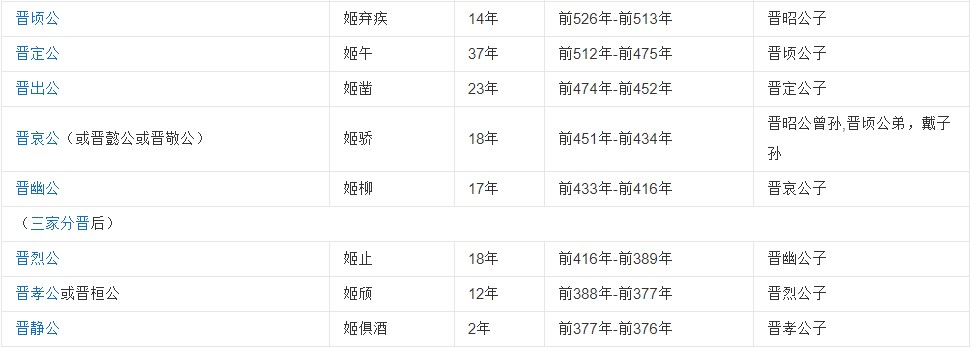 晋顷公 姬弃疾 14年 前526年-前513年 晋昭公子
晋定公 姬午 37年 前512年-前475年 晋顷公子
晋出公 姬凿 23年 前474年-前452年 晋定公子
晋哀公（或晋懿公或晋敬公） 姬骄 18年 前451年-前434年 晋昭公曾孙,晋顷公弟，戴子
孙
晋幽公 姬柳 17年 前433年-前416年 晋哀公子
（三家分晋后）
晋烈公 姬止 18年 前416年-前389年 晋幽公子
晋孝公或晋桓公 姬颀 12年 前388年-前377年 晋烈公子
晋静公 姬俱酒 2年 前377年-前376年 晋孝公子